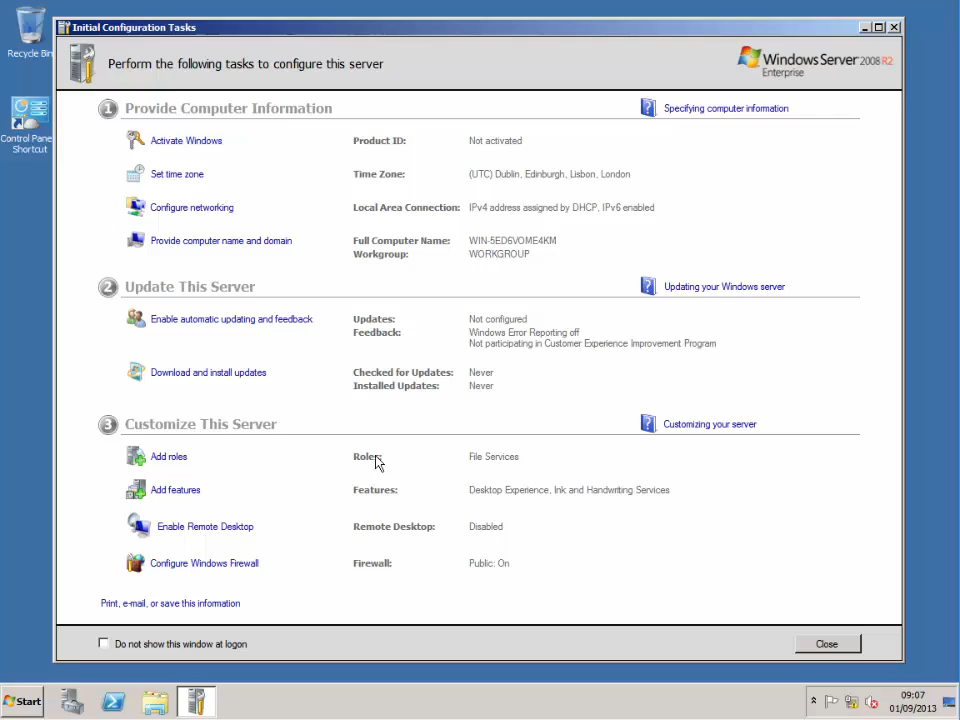 Recycle Bin
Control Pane
Shortcut
Initial Configuration Tasks
Perform the following tasks to configure this server
Windows Server 2008 R2
Enterprise
1 Provide Computer Information
Specifying computer information
Activate Windows Product ID: Not activated
Set time zone Time Zone: (UTC) Dublin, Edinburgh, Lisbon, London
Configure networking Local Area Connection: IPv4 address assigned by DHCP, IPv6 enabled
Provide computer name and domain Full Computer Name: WIN-5ED6VOME4KM
Workgroup: WORKGROUP
2 Update This Server
Updating your Windows server
Enable automatic updating and feedback Updates: Not configured
Feedback: Windows Error Reporting off
Not participating in Customer Experience Improvement Program
Download and install updates Checked for Updates: Never
Installed Updates: Never
3 Customize This Server
Customizing your server
Add roles Roles: File Services
Add features Features: Desktop Experience, Ink and Handwriting Services
Enable Remote Desktop Remote Desktop: Disabled
Configure Windows Firewall Firewall: Public: On
Print, e-mail, or save this information
Do not show this window at logon
Close
Start
09:07
01/09/2013